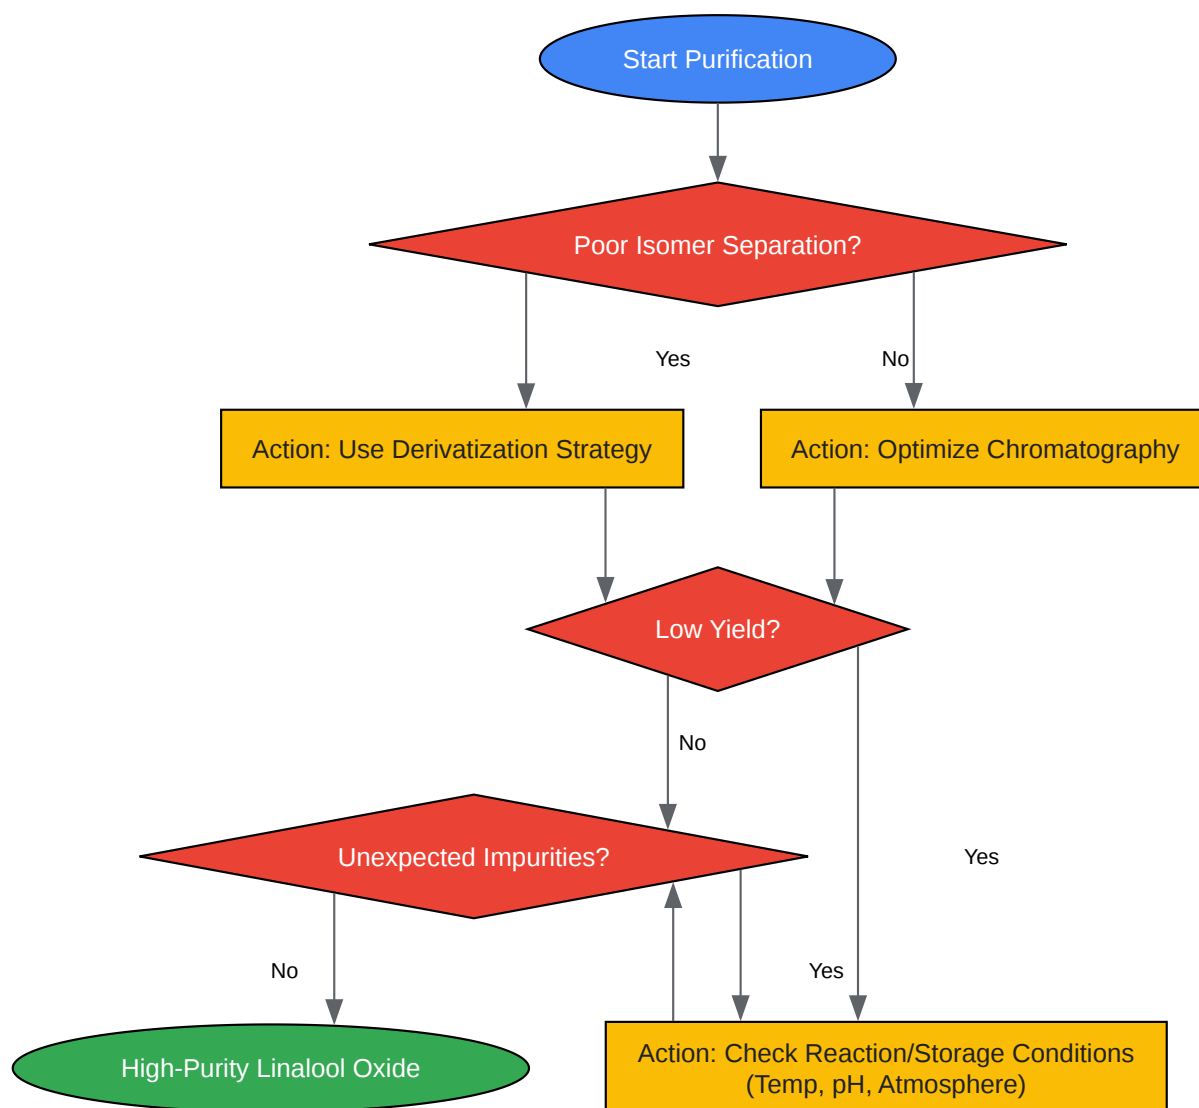 Start Purification
Poor Isomer Separation?
Yes
No
Action: Use Derivatization Strategy
Action: Optimize Chromatography
Low Yield?
No
Unexpected Impurities?
Yes
No
Yes
High-Purity Linalool Oxide
Action: Check Reaction/Storage Conditions
(Temp, pH, Atmosphere)